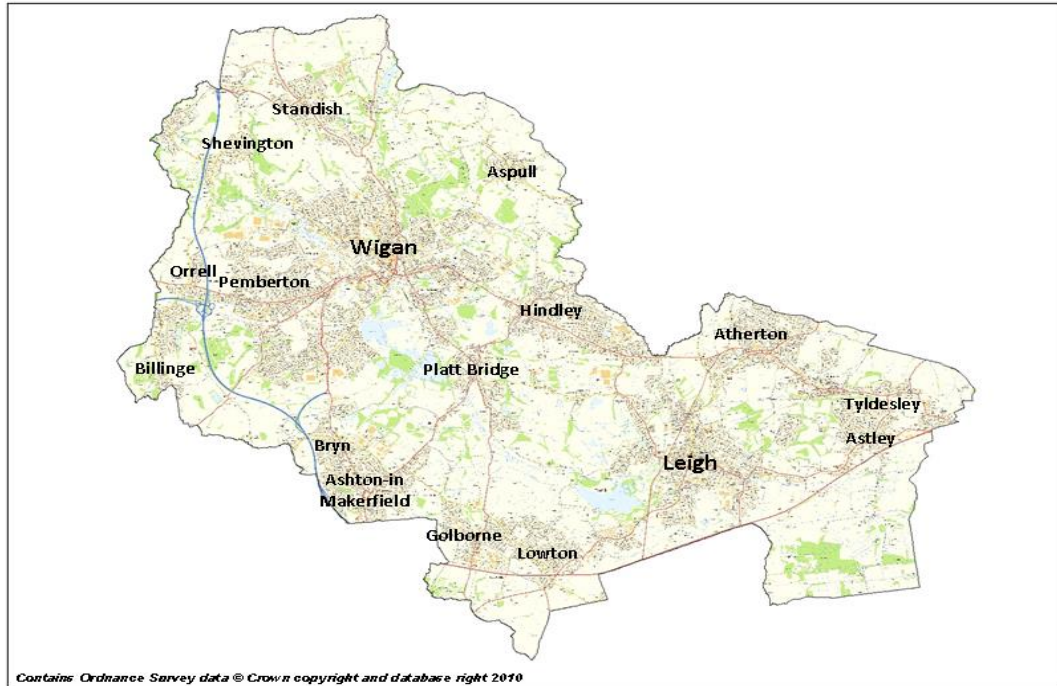 Standish
Shevington
Aspull
Wigan
Orrell
Pemberton
Hindley
Atherton
Billinge
Platt Bridge
Tyldesley
Astley
Bryn
Leigh
Ashton-in
Makerfield
Golborne
Lowton
Contains Ordnance Survey data © Crown copyright and database right 2010